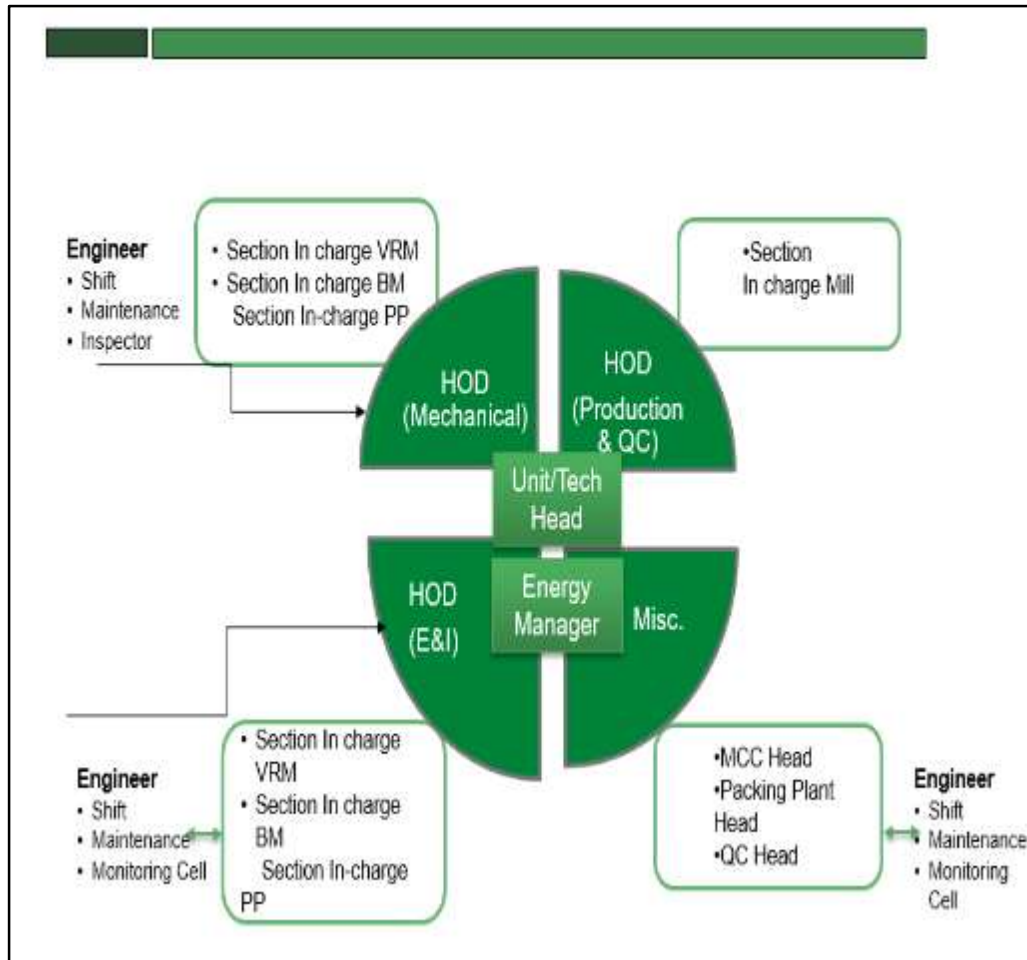 Engineer
• Shift
• Maintenance
• Inspector
• Section In charge VRM
• Section In charge BM
Section In-charge PP
•Section
In charge Mill
HOD
(Mechanical)
HOD
(Production
& QC)
Unit/Tech
Head
Energy
Manager
HOD
(E&I)
Misc.
Engineer
• Shift
• Maintenance
• Monitoring Cell
• Section In charge
VRM
• Section In charge
BM
Section In-charge
PP
•MCC Head
•Packing Plant
Head
•QC Head
Engineer
• Shift
• Maintenance
• Monitoring
Cell